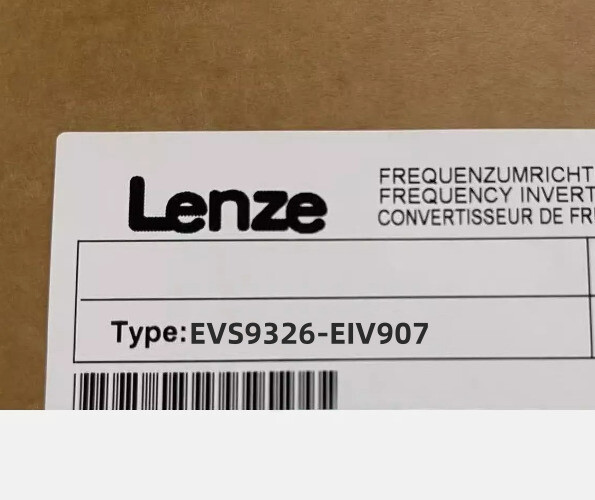 Lenze
FREQUENZUMRICHT
FREQUENCY INVERT
CONVERTISSEUR DE FR
Type:EVS9326-EIV907